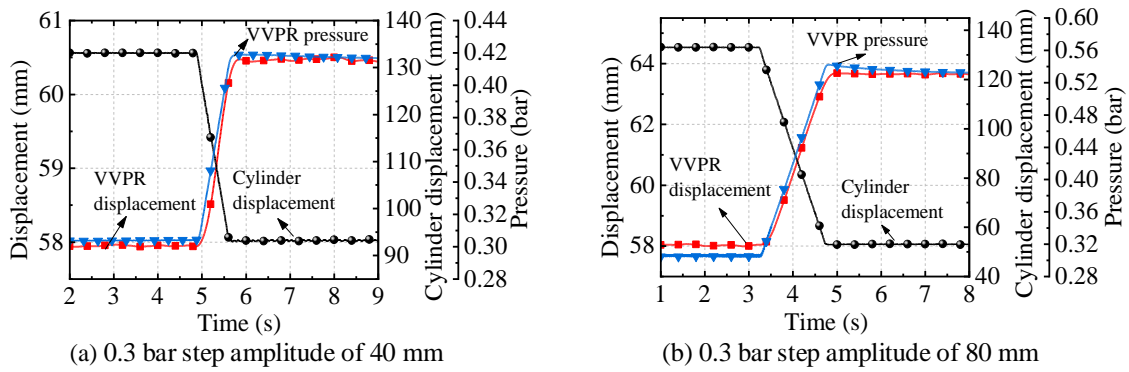 Displacement (mm)
61
60
59
58
2 3 4 5 6 7 8 9
Time (s)
VVPR pressure
VVPR
displacement
Cylinder
displacement
140
130
120
110
100
90
Cylinder displacement (mm)
0.44
0.42
0.40
0.38
0.36
0.34
0.32
0.30
0.28
Pressure (bar)
(a) 0.3 bar step amplitude of 40 mm
Displacement (mm)
64
62
60
58
1 2 3 4 5 6 7 8
Time (s)
VVPR pressure
VVPR
displacement
Cylinder
displacement
140
120
100
80
60
40
Cylinder displacement (mm)
0.60
0.56
0.52
0.48
0.44
0.40
0.36
0.32
0.28
Pressure (bar)
(b) 0.3 bar step amplitude of 80 mm